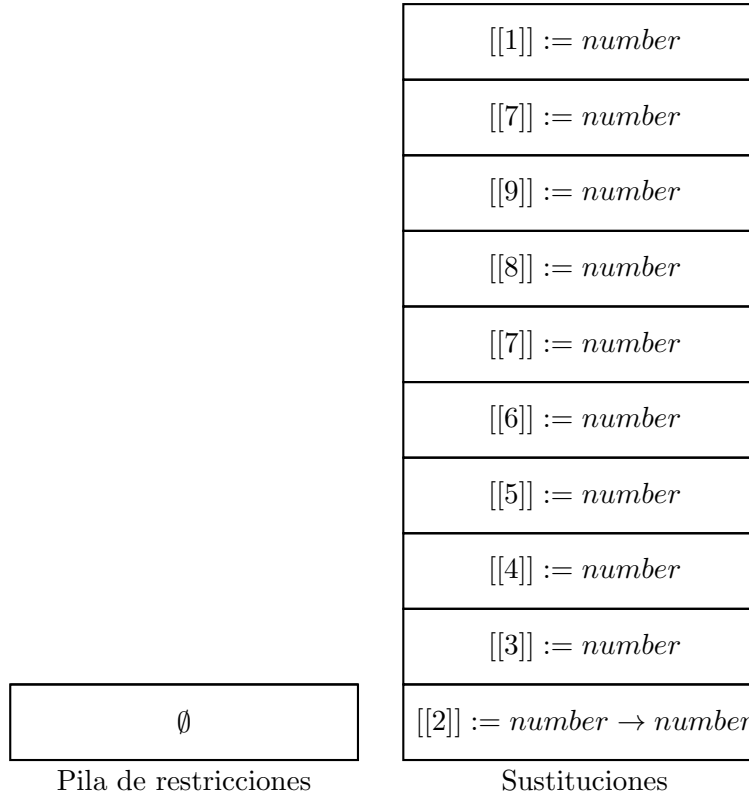 [[1]] := number
[[7]] := number
[[9]] := number
[[8]] := number
[[7]] := number
[[6]] := number
[[5]] := number
[[4]] := number
[[3]] := number
∅ [[2]] := number → number
Pila de restricciones Sustituciones